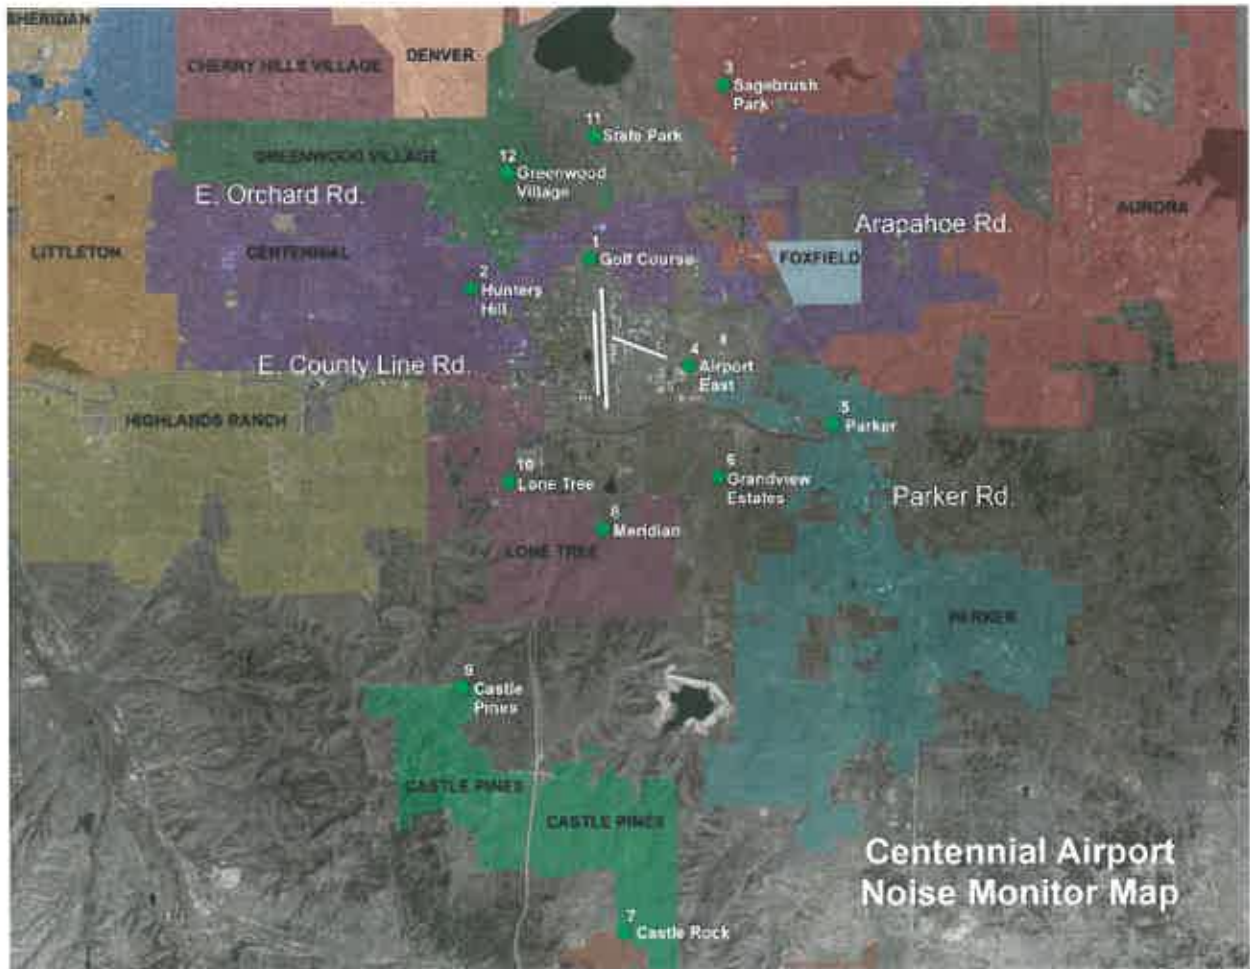 SHERIDAN
CHERRY HILLS VILLAGE
DENVER
3
Sagebrush
Park
11
State Park
GREENWOOD VILLAGE
12
Greenwood
Village
E. Orchard Rd.
AURORA
Arapahoe Rd.
LITTLETON
CENTENNIAL
1
Golf Course
FOXFIELD
2
Hunters
Hill
E. County Line Rd.
4
Airport
East
HIGHLANDS RANCH
5
Parker
10
Lone Tree
6
Grandview
Estates
Parker Rd.
8
Meridian
LONE TREE
PARKER
9
Castle
Pines
CASTLE PINES
CASTLE PINES
Centennial Airport
Noise Monitor Map
7
Castle Rock